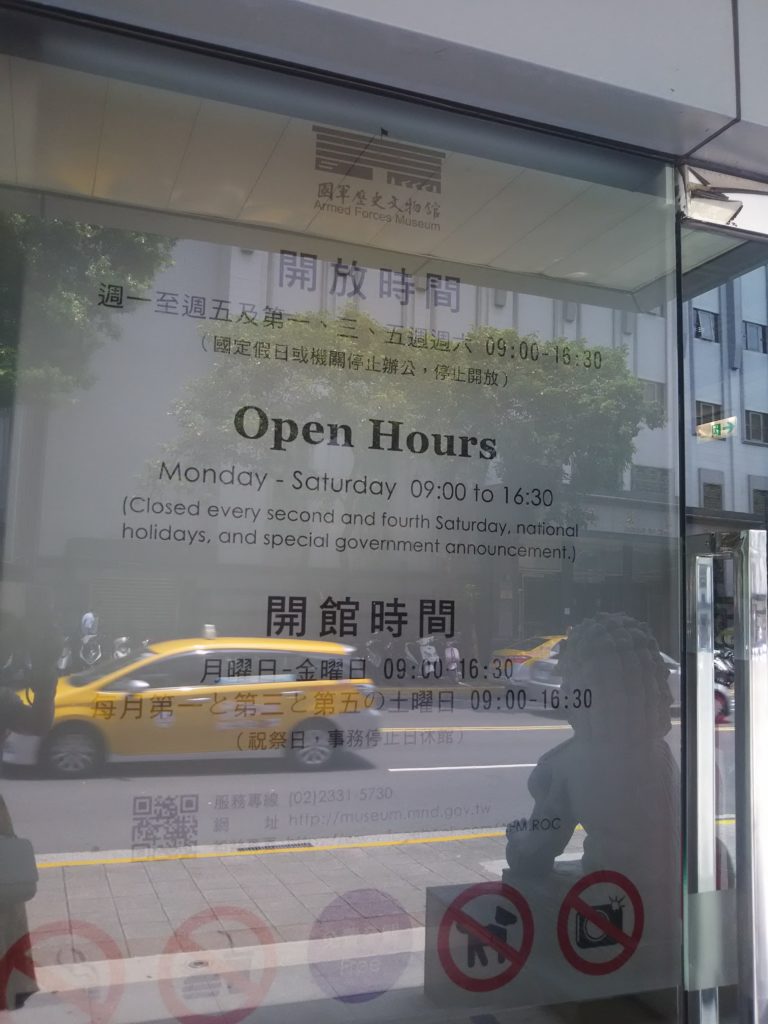 國軍歷史文物館
Armed Forces Museum
開放時間
週一至週五及第一、三、五週週六 09:00-16:30
（國定假日或機關停止辦公，停止開放）
Open Hours
Monday - Saturday 09:00 to 16:30
(Closed every second and fourth Saturday, national
holidays, and special government announcement.)
開館時間
月曜日-金曜日 09:00-16:30
每月第一と第三と第五の土曜日 09:00-16:30
（祝祭日，事務停止日休館）
服務專線 (02)2331-5730
網 址 http://museum.mnd.gov.tw
AFM.ROC
Free